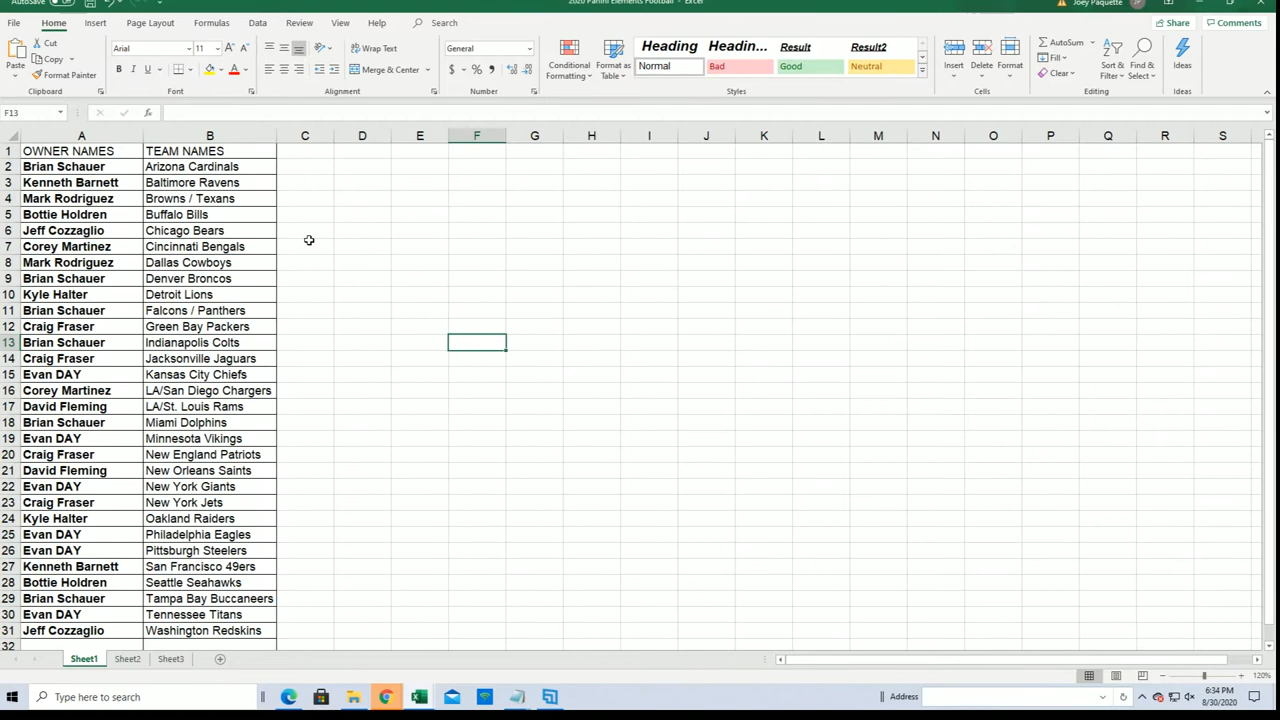 AutoSave Off 2020 Panini Elements Football - Excel Joey Paquette JP
File Home Insert Page Layout Formulas Data Review View Help Search Share Comments
Paste Cut Copy Format Painter Clipboard
Arial 11 A A B I U A Font
Wrap Text Merge & Center Alignment
General $ % , Number
Conditional Formatting Format as Table
Heading Headin... Result Result2
Normal Bad Good Neutral
Styles
Insert Delete Format Cells
AutoSum Fill Clear Sort & Filter Find & Select Editing
Ideas Ideas
F13 fx
A B C D E F G H I J K L M N O P Q R S
1 OWNER NAMES TEAM NAMES
2 Brian Schauer Arizona Cardinals
3 Kenneth Barnett Baltimore Ravens
4 Mark Rodriguez Browns / Texans
5 Bottie Holdren Buffalo Bills
6 Jeff Cozzaglio Chicago Bears
7 Corey Martinez Cincinnati Bengals
8 Mark Rodriguez Dallas Cowboys
9 Brian Schauer Denver Broncos
10 Kyle Halter Detroit Lions
11 Brian Schauer Falcons / Panthers
12 Craig Fraser Green Bay Packers
13 Brian Schauer Indianapolis Colts
14 Craig Fraser Jacksonville Jaguars
15 Evan DAY Kansas City Chiefs
16 Corey Martinez LA/San Diego Chargers
17 David Fleming LA/St. Louis Rams
18 Brian Schauer Miami Dolphins
19 Evan DAY Minnesota Vikings
20 Craig Fraser New England Patriots
21 David Fleming New Orleans Saints
22 Evan DAY New York Giants
23 Craig Fraser New York Jets
24 Kyle Halter Oakland Raiders
25 Evan DAY Philadelphia Eagles
26 Evan DAY Pittsburgh Steelers
27 Kenneth Barnett San Francisco 49ers
28 Bottie Holdren Seattle Seahawks
29 Brian Schauer Tampa Bay Buccaneers
30 Evan DAY Tennessee Titans
31 Jeff Cozzaglio Washington Redskins
32
Sheet1 Sheet2 Sheet3
120%
Type here to search Address 6:34 PM
8/30/2020